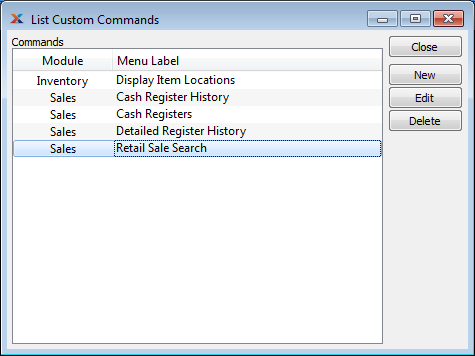 List Custom Commands
Commands
Module Menu Label
Inventory Display Item Locations
Sales Cash Register History
Sales Cash Registers
Sales Detailed Register History
Sales Retail Sale Search
Close
New
Edit
Delete